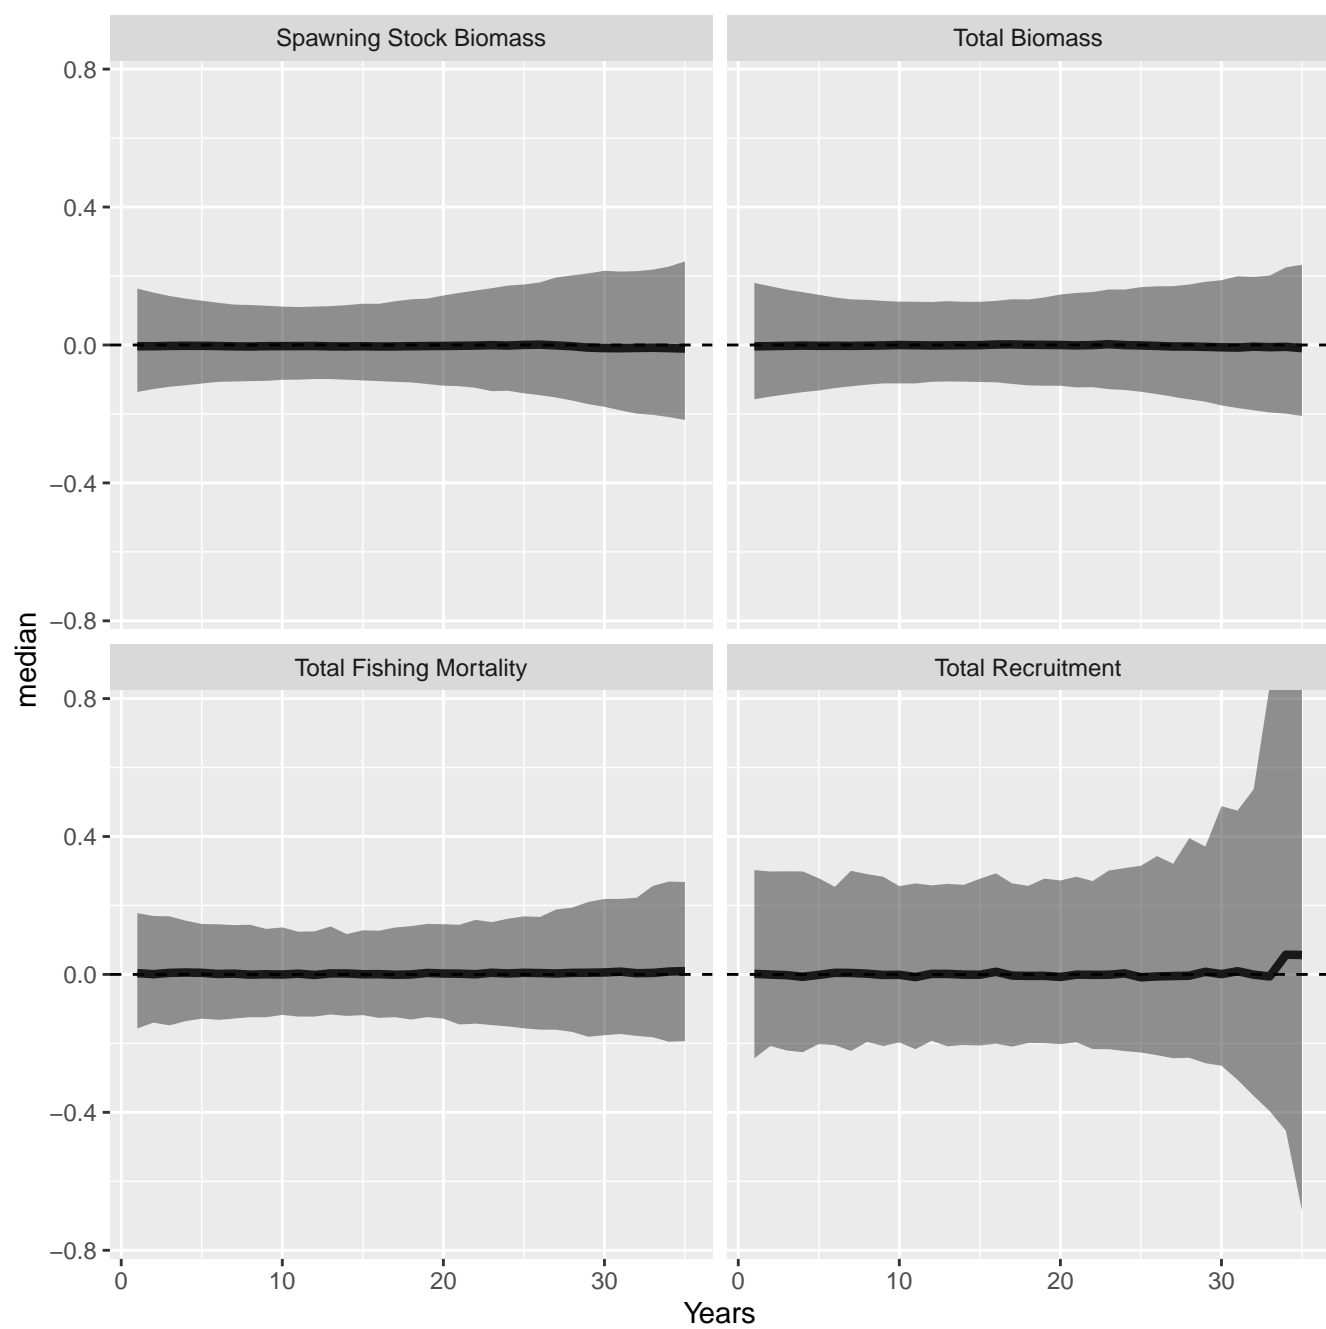 Spawning Stock Biomass
Total Biomass
0.8
0.4
0.0
−0.4
−0.8
median
Total Fishing Mortality
Total Recruitment
0.8
0.4
0.0
−0.4
−0.8
0 10 20 30
0 10 20 30
Years